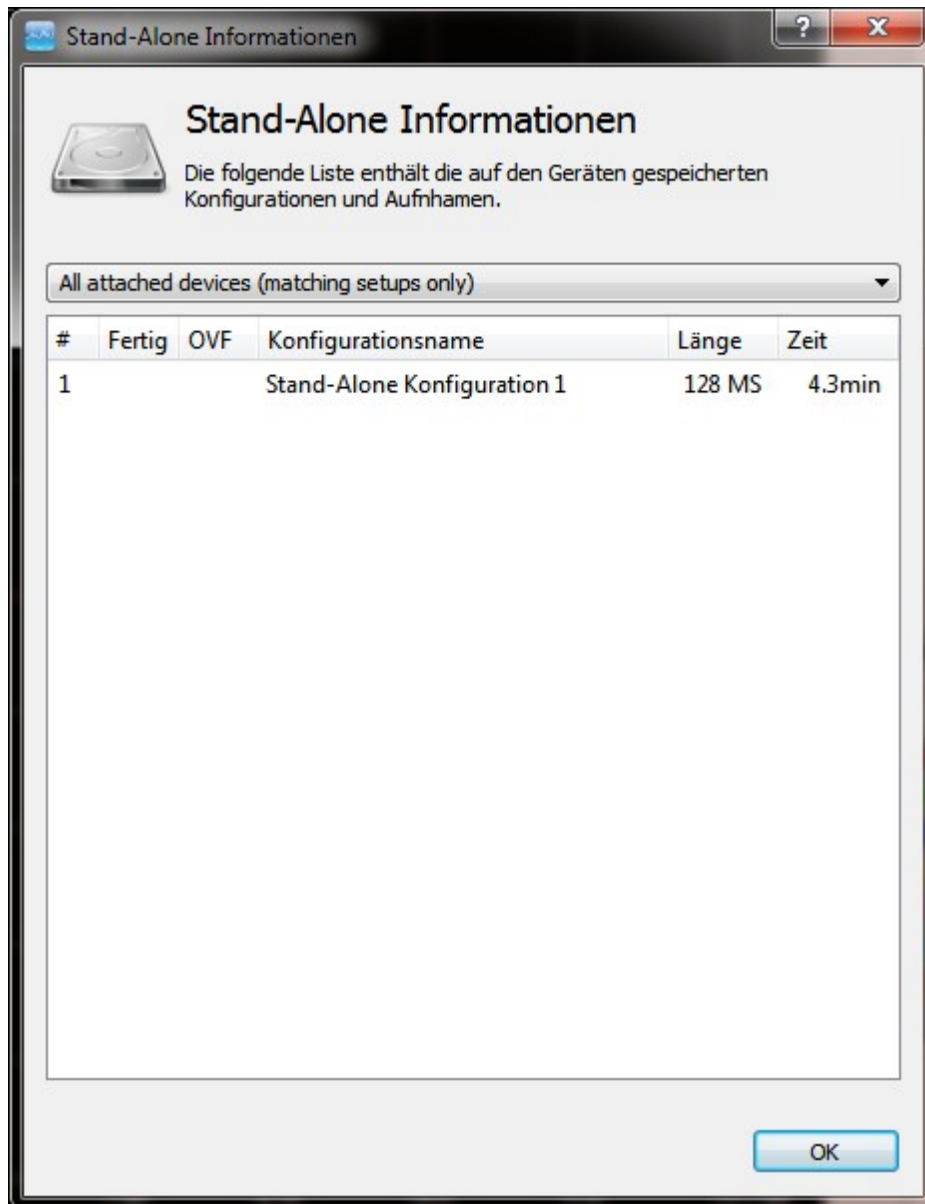 Stand-Alone Informationen
Stand-Alone Informationen
Die folgende Liste enthält die auf den Geräten gespeicherten
Konfigurationen und Aufnhamen.
All attached devices (matching setups only)
# Fertig OVF Konfigurationsname Länge Zeit
1 Stand-Alone Konfiguration 1 128 MS 4.3min
OK